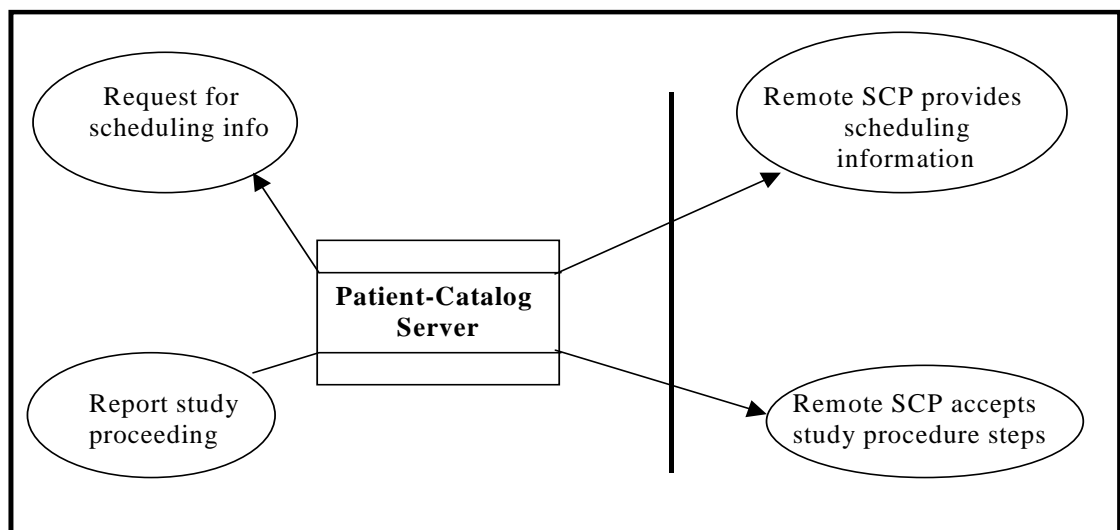 Request for
scheduling info
Remote SCP provides
scheduling
information
Patient-Catalog
Server
Report study
proceeding
Remote SCP accepts
study procedure steps